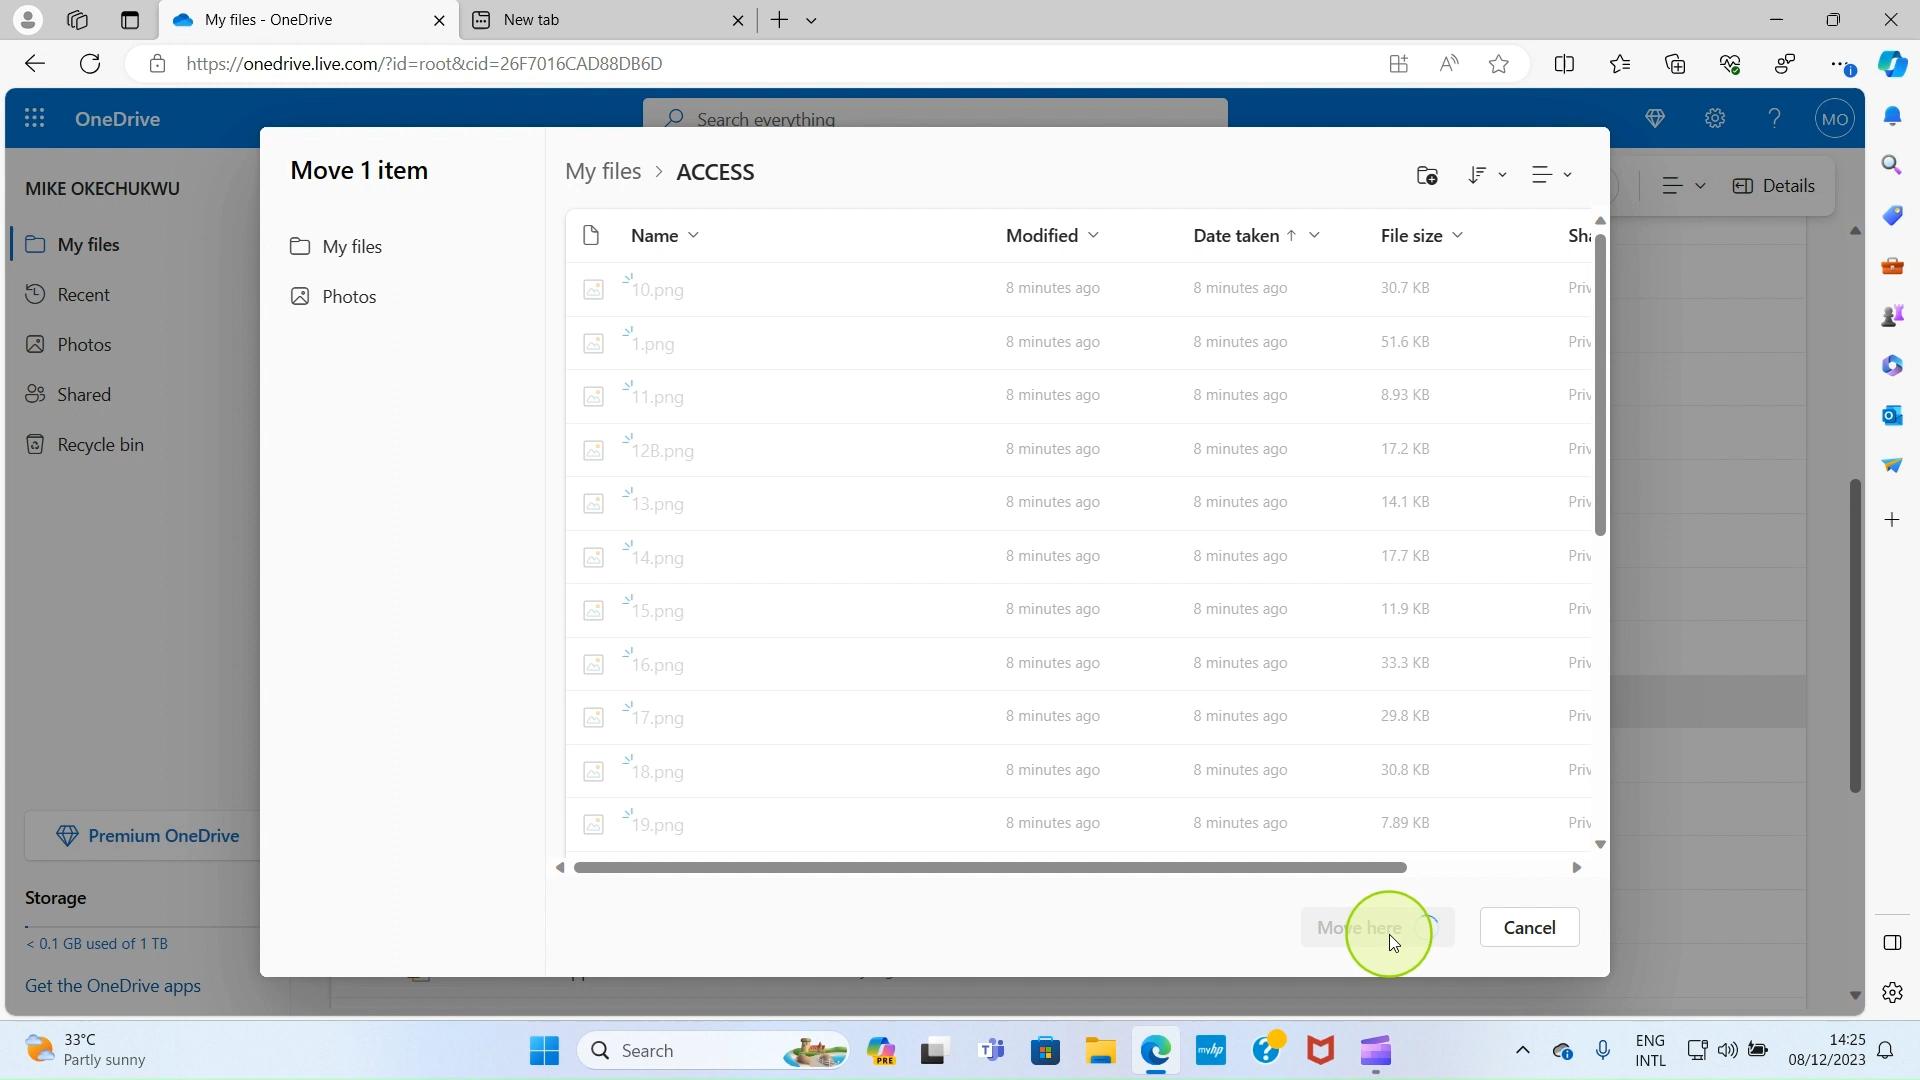 My files - OneDrive
New tab
https://onedrive.live.com/?id=root&cid=26F7016CAD88DB6D
OneDrive
Search everything
MO
MIKE OKECHUKWU
My files
Recent
Photos
Shared
Recycle bin
Premium OneDrive
Storage
< 0.1 GB used of 1 TB
Get the OneDrive apps
Details
Move 1 item
My files
Photos
My files > ACCESS
Name Modified Date taken ↑ File size
10.png 8 minutes ago 8 minutes ago 30.7 KB
1.png 8 minutes ago 8 minutes ago 51.6 KB
11.png 8 minutes ago 8 minutes ago 8.93 KB
12B.png 8 minutes ago 8 minutes ago 17.2 KB
13.png 8 minutes ago 8 minutes ago 14.1 KB
14.png 8 minutes ago 8 minutes ago 17.7 KB
15.png 8 minutes ago 8 minutes ago 11.9 KB
16.png 8 minutes ago 8 minutes ago 33.3 KB
17.png 8 minutes ago 8 minutes ago 29.8 KB
18.png 8 minutes ago 8 minutes ago 30.8 KB
19.png 8 minutes ago 8 minutes ago 7.89 KB
Move here Cancel
33°C
Partly sunny
Search
PRE
myhp
ENG
INTL
14:25
08/12/2023